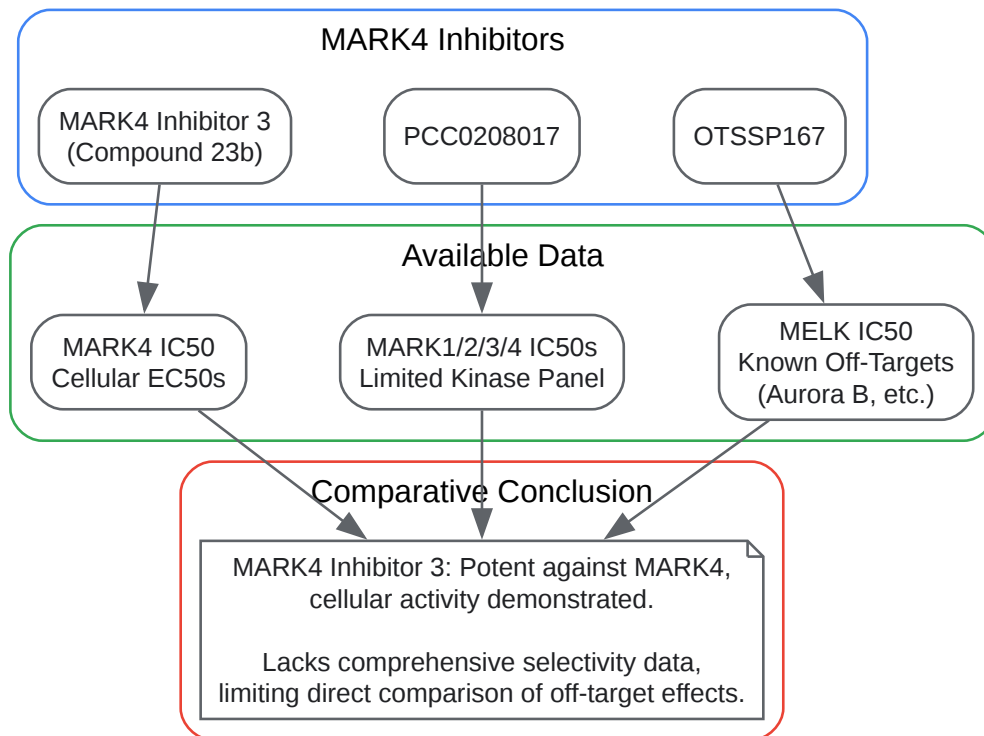 MARK4 Inhibitors
MARK4 Inhibitor 3
(Compound 23b)
PCC0208017
OTSSP167
Available Data
MARK4 IC50
Cellular EC50s
MARK1/2/3/4 IC50s
Limited Kinase Panel
MELK IC50
Known Off-Targets
(Aurora B, etc.)
Comparative Conclusion
MARK4 Inhibitor 3: Potent against MARK4,
cellular activity demonstrated.
Lacks comprehensive selectivity data,
limiting direct comparison of off-target effects.